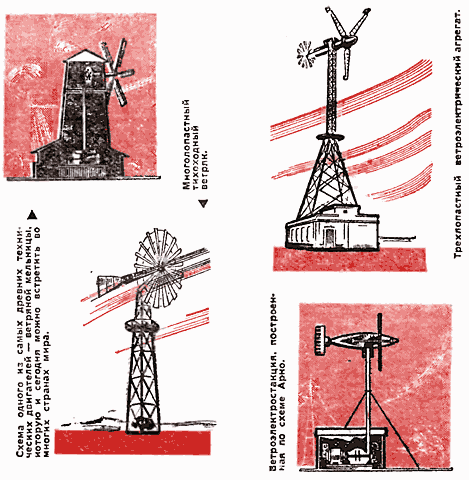 Многолопастный
тихоходный
ветряк.
Трехлопастный ветроэлектрический агрегат.
Схема одного из самых древних техни-
ческих двигателей — ветряной мельницы,
которую и сегодня можно встретить во
многих странах мира.
Ветроэлектростанция, построен-
ная по схеме Арно.